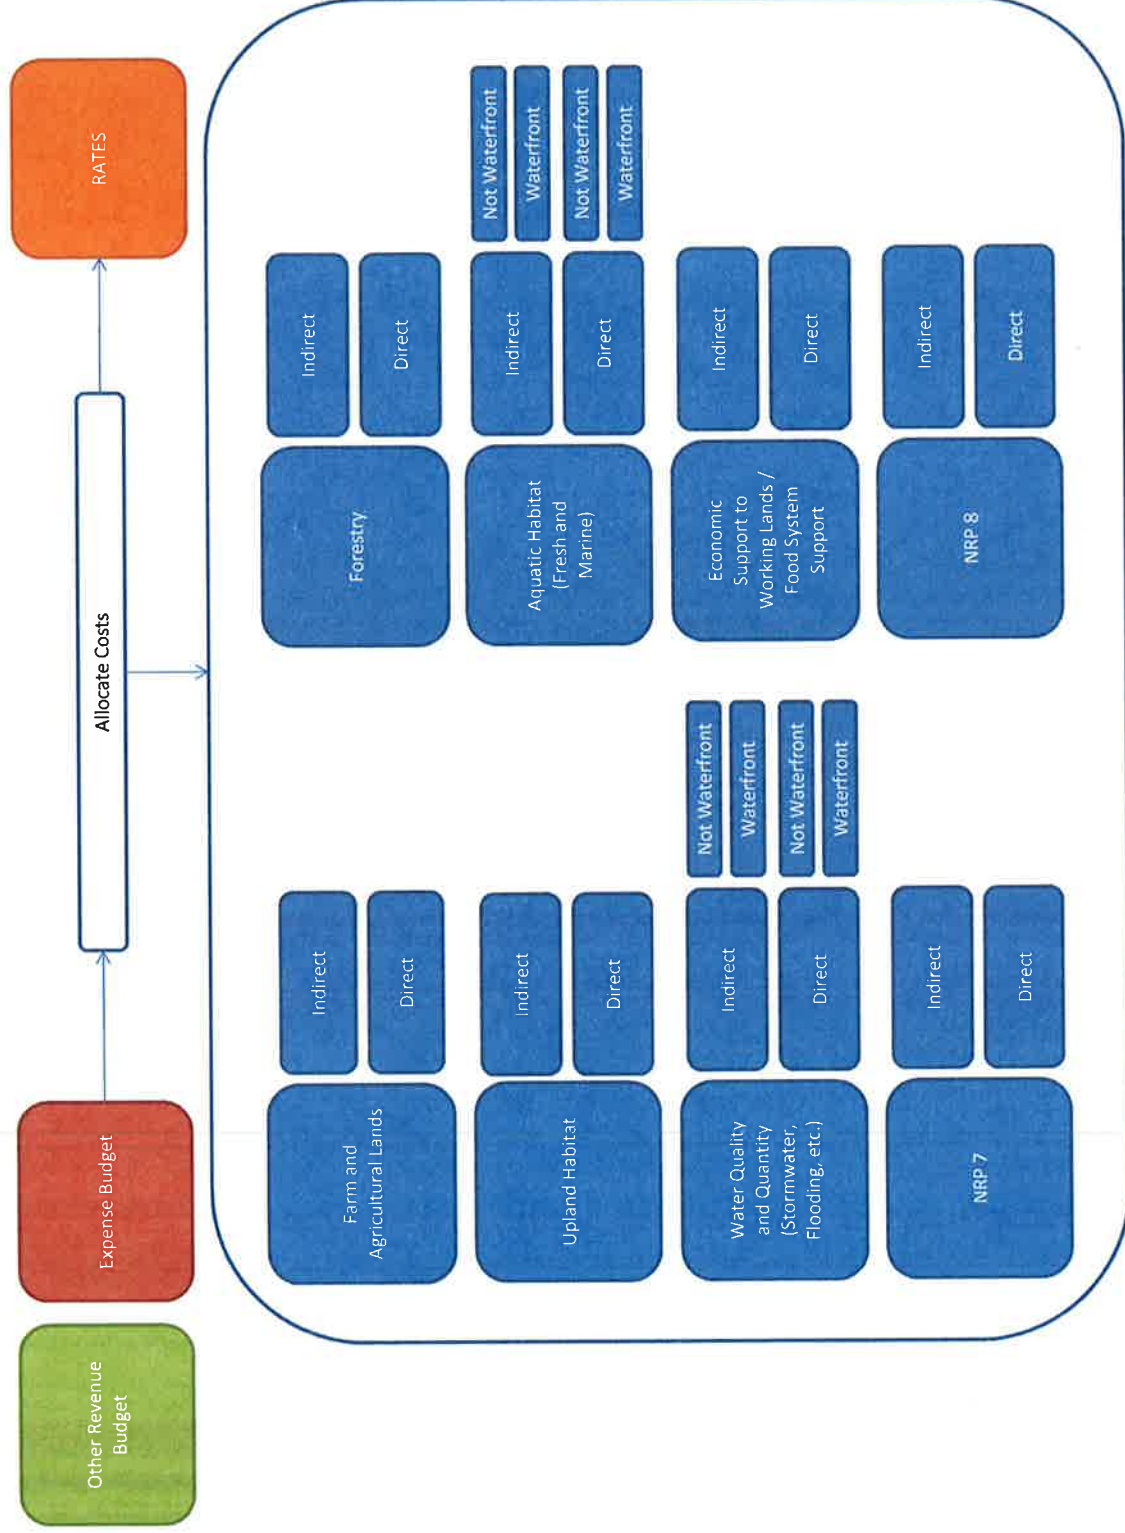 Other Revenue
Budget
Expense Budget
Allocate Costs
RATES
Farm and
Agricultural Lands
Indirect
Direct
Forestry
Indirect
Direct
Upland Habitat
Indirect
Direct
Aquatic Habitat
(Fresh and
Marine)
Indirect
Direct
Not Waterfront
Waterfront
Not Waterfront
Waterfront
Water Quality
and Quantity
(Stormwater,
Flooding, etc.)
Indirect
Direct
Not Waterfront
Waterfront
Not Waterfront
Waterfront
Economic
Support to
Working Lands /
Food System
Support
Indirect
Direct
NRP 7
Indirect
Direct
NRP 8
Indirect
Direct